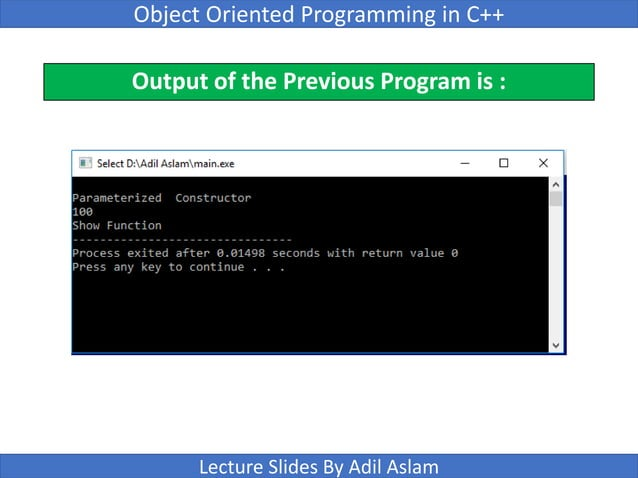 Object Oriented Programming in C++
Output of the Previous Program is :
Select D:\Adil Aslam\main.exe
Parameterized  Constructor
100
Show Function
--------------------------------
Process exited after 0.01498 seconds with return value 0
Press any key to continue . . .
Lecture Slides By Adil Aslam